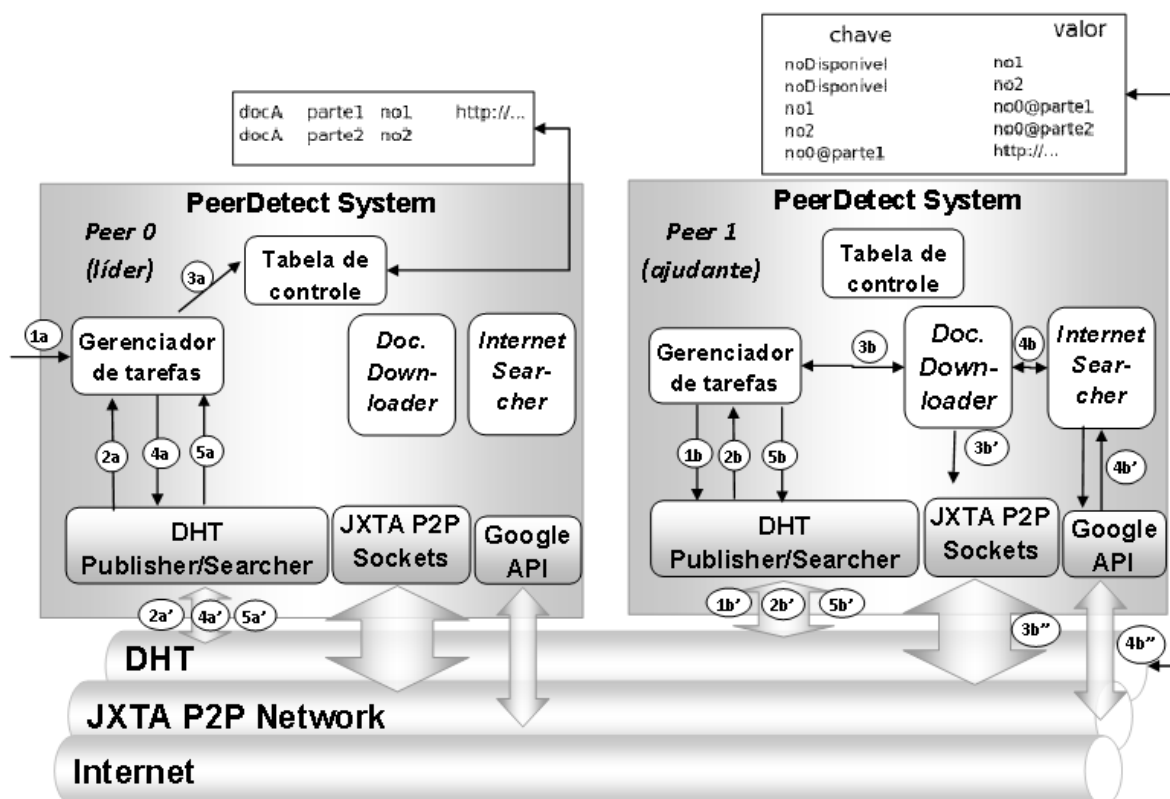 chave valor
noDisponivel no1
noDisponivel no2
no1 no0@parte1
no2 no0@parte2
no0@parte1 http://...
docA parte1 no1 http://...
docA parte2 no2
PeerDetect System
Peer 0
(líder)
3a
Tabela de
controle
1a
Gerenciador
de tarefas
Doc.
Down-
loader
Internet
Sear-
cher
2a
4a
5a
DHT
Publisher/Searcher
JXTA P2P
Sockets
Google
API
2a’
4a’
5a’
PeerDetect System
Peer 1
(ajudante)
Tabela de
controle
Gerenciador
de tarefas
3b
Doc.
Down-
loader
4b
Internet
Sear-
cher
1b
2b
5b
3b’
4b’
DHT
Publisher/Searcher
JXTA P2P
Sockets
Google
API
1b’
2b’
5b’
3b’’
4b’’
DHT
JXTA P2P Network
Internet